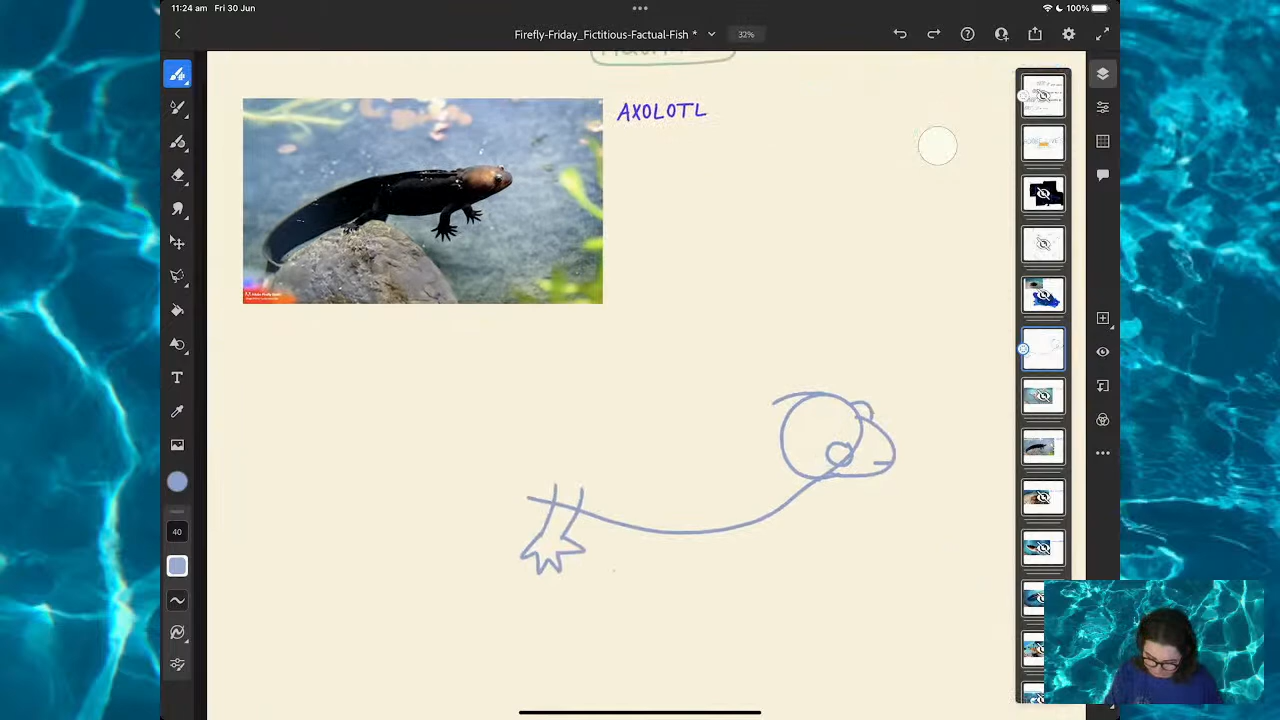 11:24 am Fri 30 Jun
100%
Firefly-Friday_Fictitious-Factual-Fish *
32%
AXOLOTL
40
T